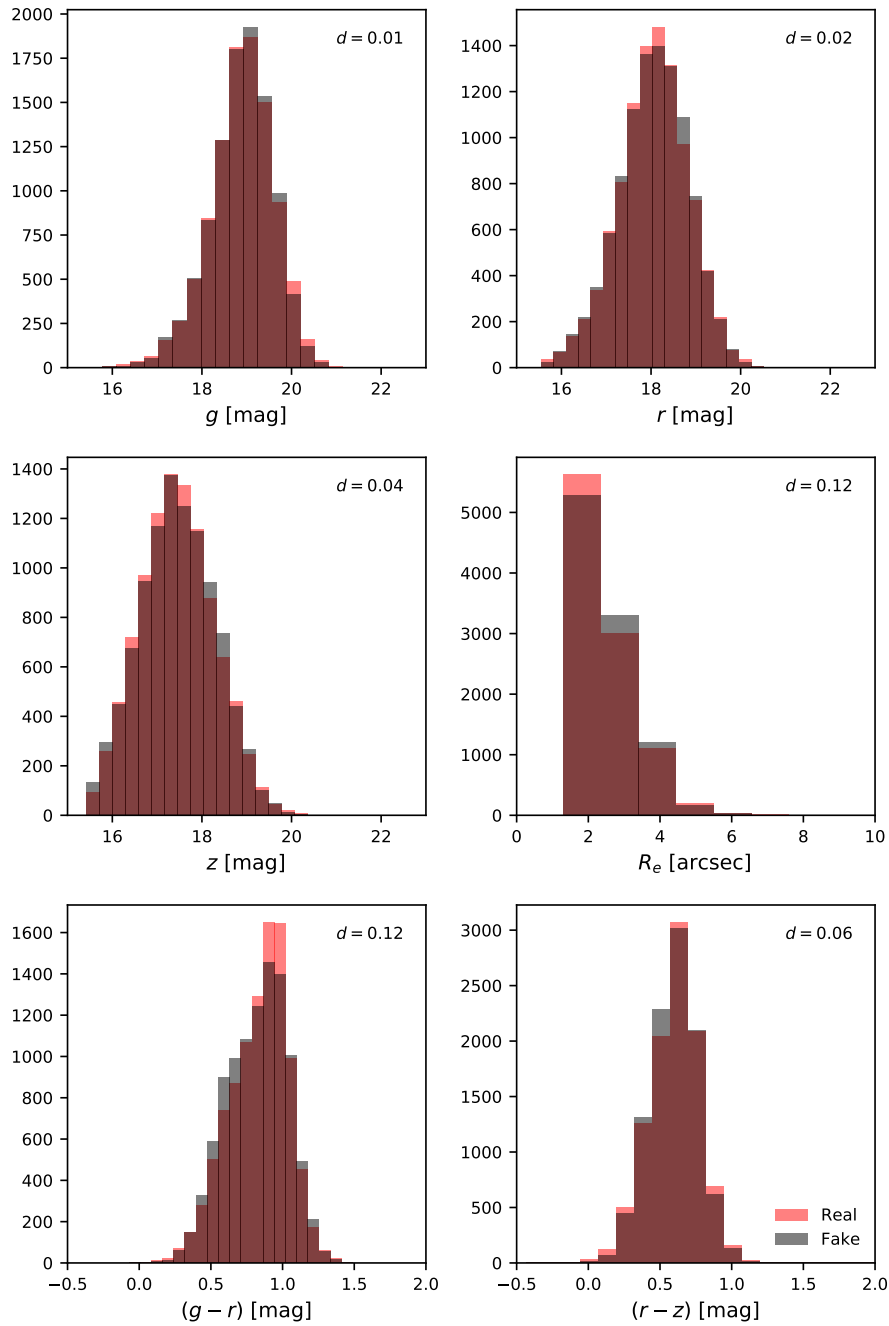 2000
1750
1500
1250
1000
750
500
250
0
d = 0.01
16 18 20 22
g [mag]
1400
1200
1000
800
600
400
200
0
d = 0.02
16 18 20 22
r [mag]
1400
1200
1000
800
600
400
200
0
d = 0.04
16 18 20 22
z [mag]
5000
4000
3000
2000
1000
0
d = 0.12
0 2 4 6 8 10
R_e [arcsec]
1600
1400
1200
1000
800
600
400
200
0
d = 0.12
−0.5 0.0 0.5 1.0 1.5 2.0
(g − r) [mag]
3000
2500
2000
1500
1000
500
0
d = 0.06
Real
Fake
−0.5 0.0 0.5 1.0 1.5 2.0
(r − z) [mag]